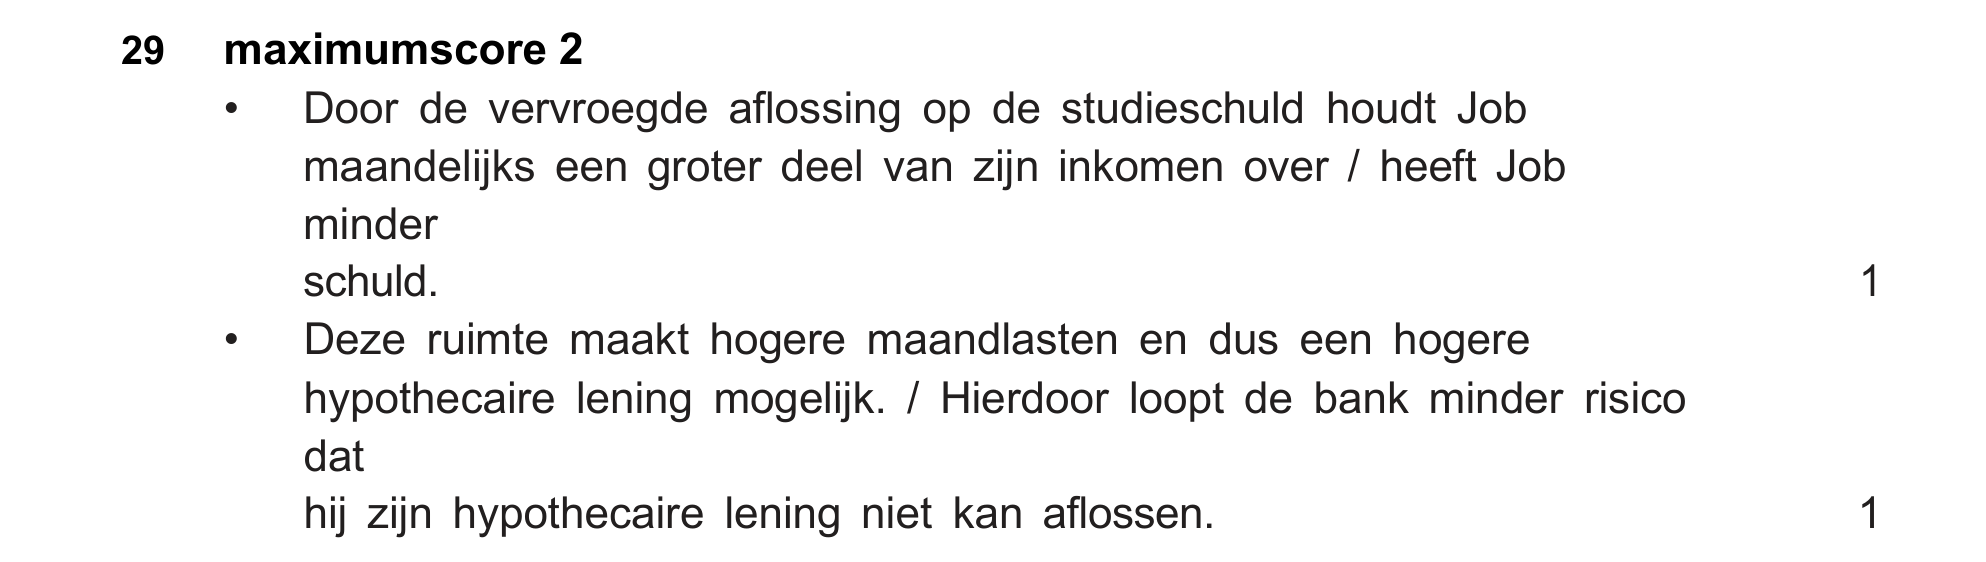 29 maximumscore 2
• Door de vervroegde aflossing op de studieschuld houdt Job
maandelijks een groter deel van zijn inkomen over / heeft Job
minder
schuld. 1
• Deze ruimte maakt hogere maandlasten en dus een hogere
hypothecaire lening mogelijk. / Hierdoor loopt de bank minder risico
dat
hij zijn hypothecaire lening niet kan aflossen. 1